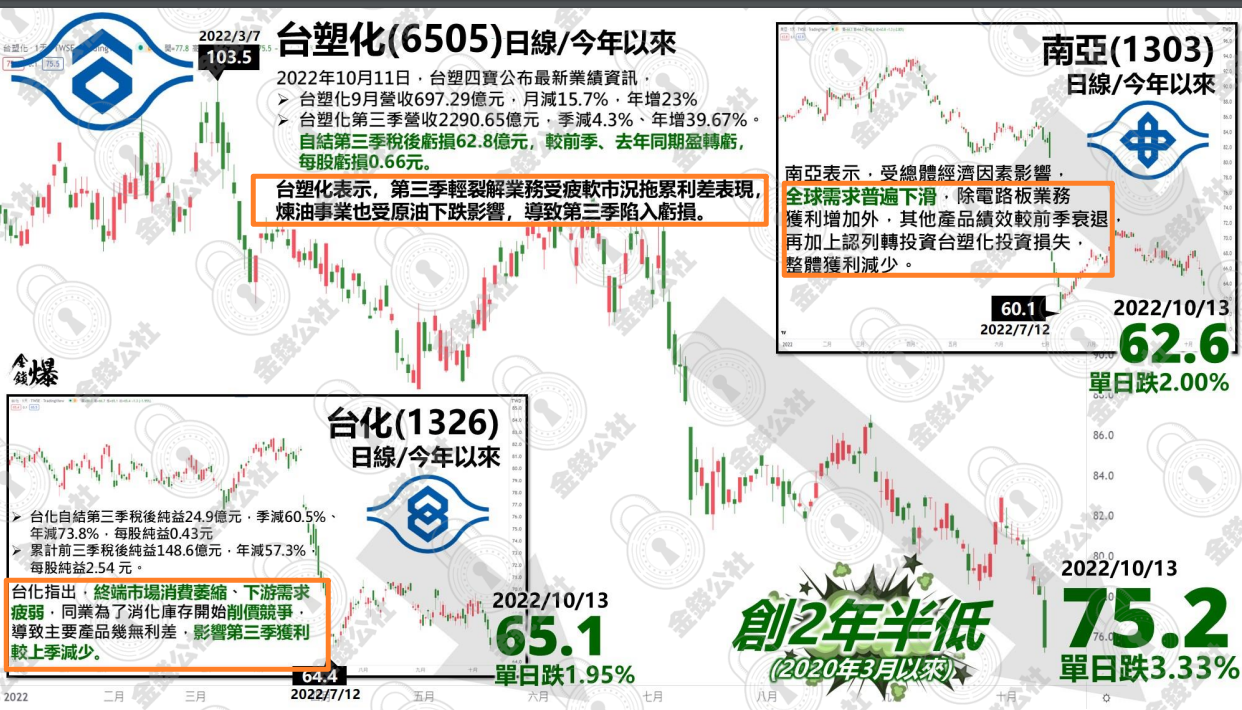 台塑化(6505)日線/今年以來
2022/3/7
103.5
2022年10月11日,台塑四寶公布最新業績資訊,
➢ 台塑化9月營收697.29億元,月減15.7%,年增23%
➢ 台塑化第三季營收2290.65億元,季減4.3%、年增39.67%。
自結第三季稅後虧損62.8億元,較前季、去年同期盈轉虧,
每股虧損0.66元。
台塑化表示,第三季輕裂解業務受疲軟市況拖累利差表現,
煉油事業也受原油下跌影響,導致第三季陷入虧損。
南亞(1303)
日線/今年以來
南亞表示,受總體經濟因素影響,
全球需求普遍下滑,除電路板業務
獲利增加外,其他產品績效較前季衰退,
再加上認列轉投資台塑化投資損失,
整體獲利減少。
60.1
2022/7/12
2022/10/13
62.6
單日跌2.00%
金錢爆
台化(1326)
日線/今年以來
➢ 台化自結第三季稅後純益24.9億元,季減60.5%、
年減73.8%,每股純益0.43元
➢ 累計前三季稅後純益148.6億元,年減57.3%,
每股純益2.54 元。
台化指出,終端市場消費萎縮、下游需求
疲弱,同業為了消化庫存開始削價競爭,
導致主要產品幾無利差,影響第三季獲利
較上季減少。
64.4
2022/7/12
2022/10/13
65.1
單日跌1.95%
創2年半低
(2020年3月以來)
2022/10/13
75.2
單日跌3.33%
90.0
86.0
84.0
82.0
80.0
76.0
2022
二月
三月
五月
六月
七月
八月
十月
金錢公社